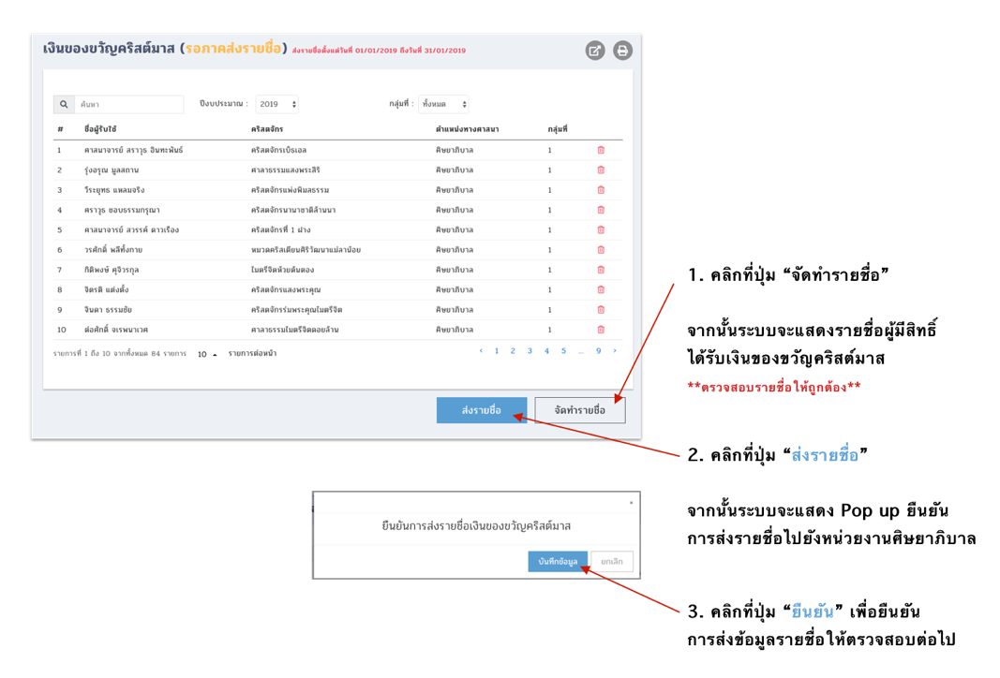 เงินของขวัญคริสต์มาส (รอภาคส่งรายชื่อ) ส่งรายชื่อตั้งแต่วันที่ 01/01/2019 ถึงวันที่ 31/01/2019
ค้นหา ปีงบประมาณ : 2019 กลุ่มที่ : ทั้งหมด
# ชื่อผู้รับใช้ คริสตจักร ตำแหน่งทางศาสนา กลุ่มที่
1 ศาสนาจารย์ สราวุธ อินทะพันธ์ คริสตจักรเบ็ธเอล ศิษยาภิบาล 1
2 รุ่งอรุณ มูลสถาน ศาลาธรรมแสงพระสิริ ศิษยาภิบาล 1
3 วีระยุทธ แหลมจริง คริสตจักรแห่งพิมลธรรม ศิษยาภิบาล 1
4 ศราวุธ ชอบธรรมกรุณา คริสตจักรนานาชาติล้านนา ศิษยาภิบาล 1
5 ศาสนาจารย์ สวรรค์ ดาวเรือง คริสตจักรที่ 1 ฝาง ศิษยาภิบาล 1
6 วรศักดิ์ พลีทั้งกาย หมวดคริสเตียนศิริวัฒนาแม่ลาน้อย ศิษยาภิบาล 1
7 กิติพงษ์ ศุจิวรกุล ไมตรีจิตห้วยต้นตอง ศิษยาภิบาล 1
8 จิตรติ แต่งตั้ง คริสตจักรแสงพระคุณ ศิษยาภิบาล 1
9 จินดา ธรรมชัย คริสตจักรร่มพระคุณไมตรีจิต ศิษยาภิบาล 1
10 ต่อศักดิ์ จเรพนาเวศ ศาลาธรรมไมตรีจิตดอยล้าน ศิษยาภิบาล 1
รายการที่ 1 ถึง 10 จากทั้งหมด 84 รายการ 10 รายการต่อหน้า ‹ 1 2 3 4 5 ... 9 ›
ส่งรายชื่อ จัดทำรายชื่อ
1. คลิกที่ปุ่ม “จัดทำรายชื่อ”
จากนั้นระบบจะแสดงรายชื่อผู้มีสิทธิ์
ได้รับเงินของขวัญคริสต์มาส
**ตรวจสอบรายชื่อให้ถูกต้อง**
2. คลิกที่ปุ่ม “ส่งรายชื่อ”
จากนั้นระบบจะแสดง Pop up ยืนยัน
การส่งรายชื่อไปยังหน่วยงานศิษยาภิบาล
×
ยืนยันการส่งรายชื่อเงินของขวัญคริสต์มาส
บันทึกข้อมูล ยกเลิก
3. คลิกที่ปุ่ม “ยืนยัน” เพื่อยืนยัน
การส่งข้อมูลรายชื่อให้ตรวจสอบต่อไป